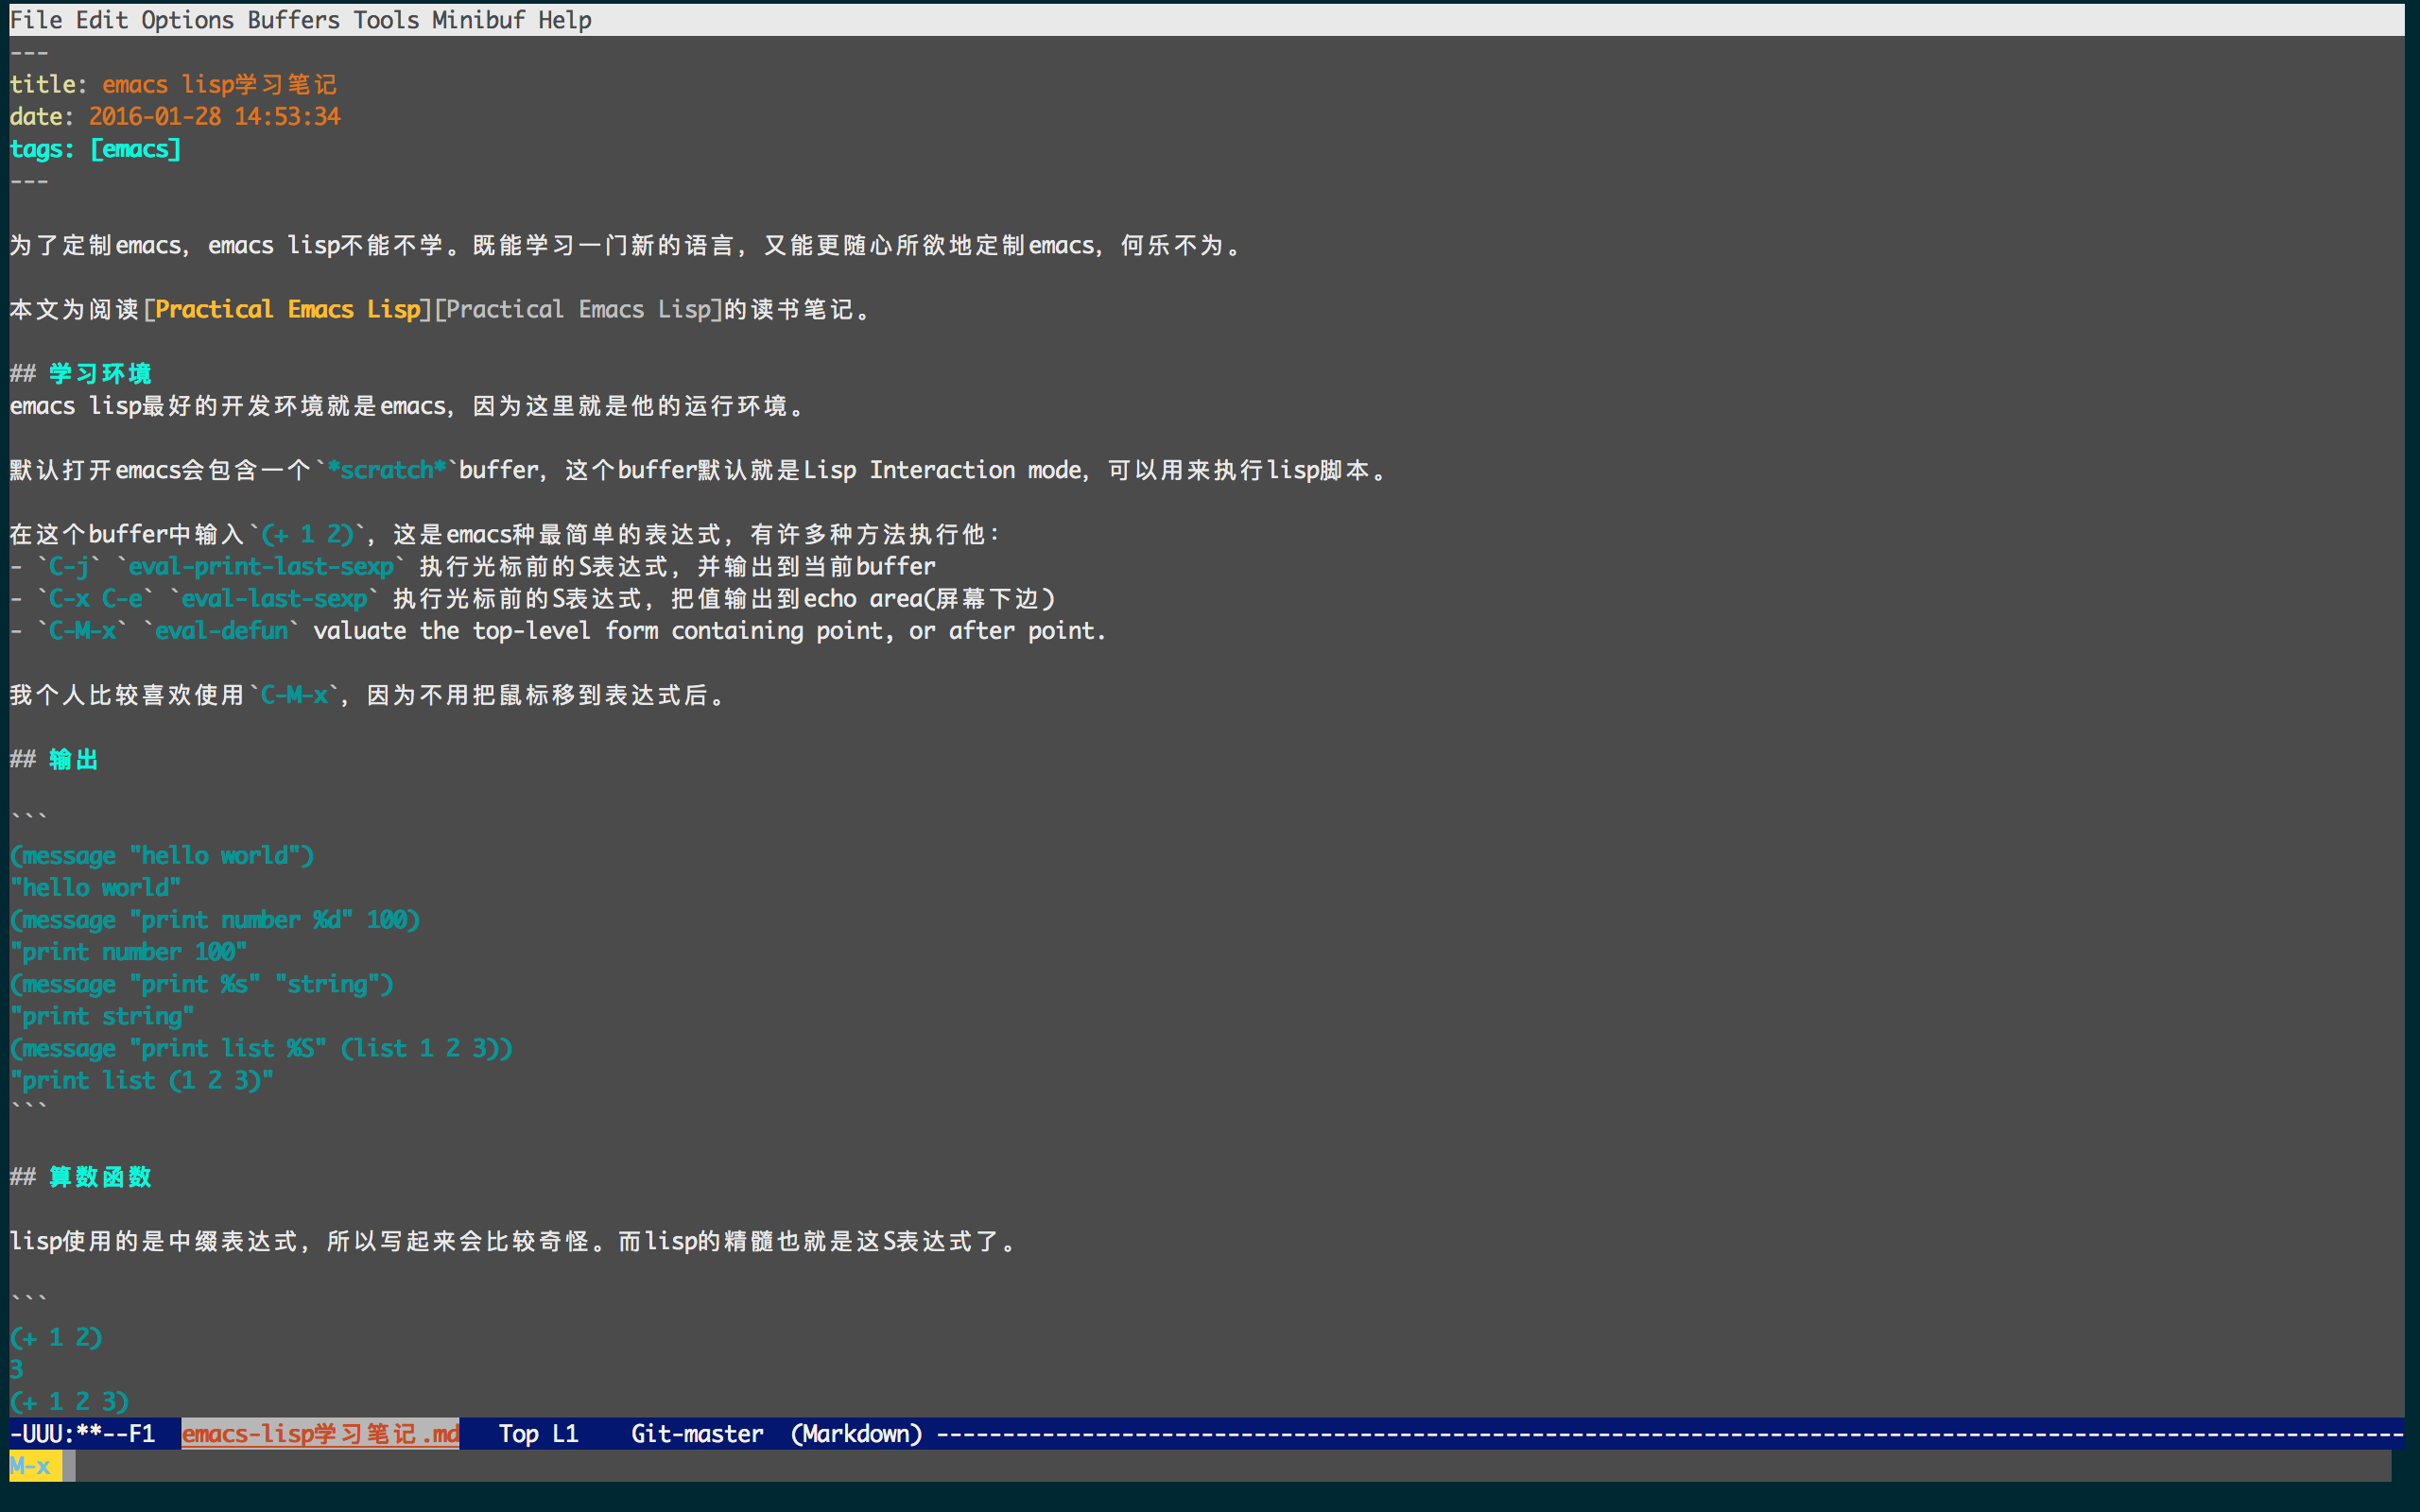 File Edit Options Buffers Tools Minibuf Help
---
title: emacs lisp学习笔记
date: 2016-01-28 14:53:34
tags: [emacs]
---
为了定制emacs, emacs lisp不能不学。既能学习一门新的语言, 又能更随心所欲地定制emacs, 何乐不为。
本文为阅读[Practical Emacs Lisp][Practical Emacs Lisp]的读书笔记。
## 学习环境
emacs lisp最好的开发环境就是emacs, 因为这里就是他的运行环境。
默认打开emacs会包含一个`*scratch*`buffer, 这个buffer默认就是Lisp Interaction mode, 可以用来执行lisp脚本。
在这个buffer中输入`(+ 1 2)`, 这是emacs种最简单的表达式, 有许多种方法执行他:
- `C-j` `eval-print-last-sexp` 执行光标前的S表达式, 并输出到当前buffer
- `C-x C-e` `eval-last-sexp` 执行光标前的S表达式, 把值输出到echo area(屏幕下边)
- `C-M-x` `eval-defun` valuate the top-level form containing point, or after point.
我个人比较喜欢使用`C-M-x`, 因为不用把鼠标移到表达式后。
## 输出
```
(message "hello world")
"hello world"
(message "print number %d" 100)
"print number 100"
(message "print %s" "string")
"print string"
(message "print list %S" (list 1 2 3))
"print list (1 2 3)"
```
## 算数函数
lisp使用的是中缀表达式, 所以写起来会比较奇怪。而lisp的精髓也就是这S表达式了。
```
(+ 1 2)
3
(+ 1 2 3)
-UUU:**--F1 emacs-lisp学习笔记.md Top L1 Git-master (Markdown) ---------------------------------------------------------------------------------------------------------------
M-x